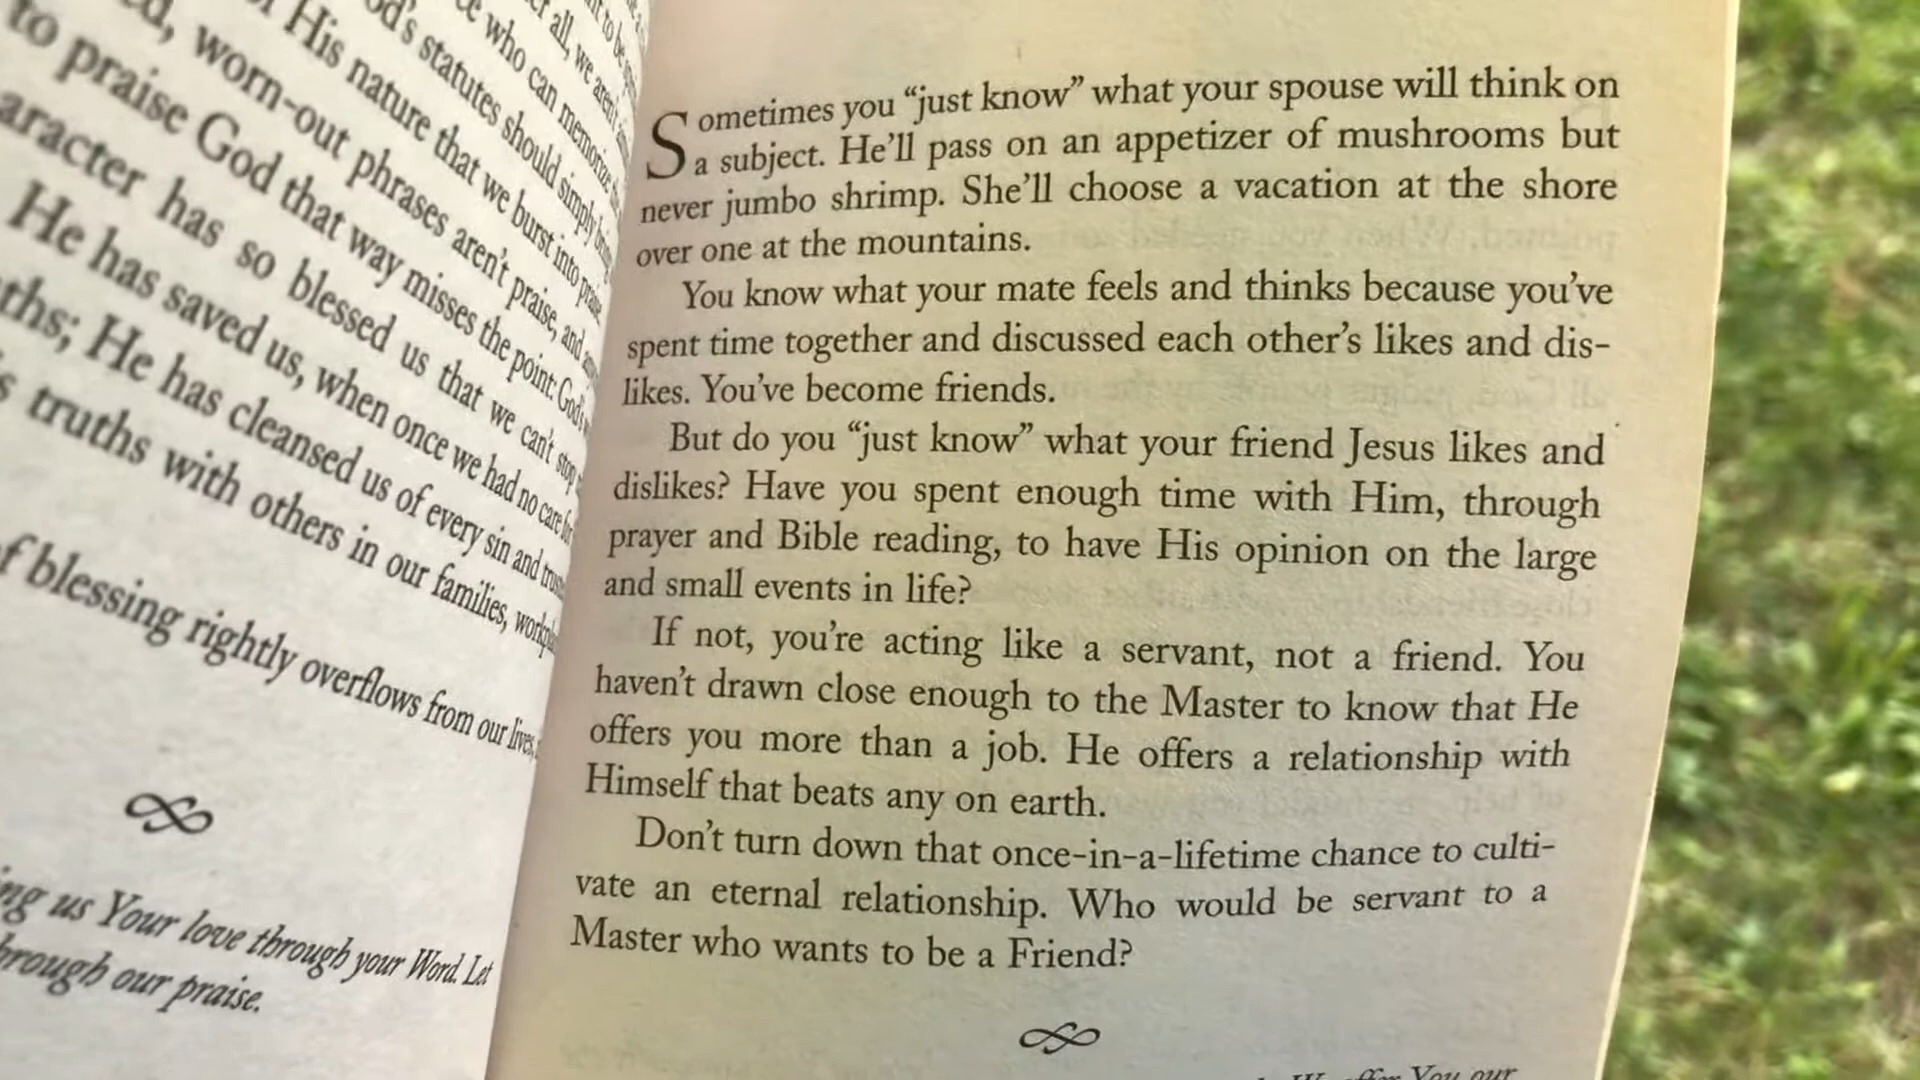 to be
all, we aren't
who can memorize
God's statutes should simply bring
His nature that we burst into praise.
worn-out phrases aren't praise, and
to praise God that way misses the point: God's
aracter has so blessed us that we can't stop
He has saved us, when once we had no care for
ths; He has cleansed us of every sin and
s truths with others in our families,
f blessing rightly overflows from our lives,
ng us Your love through your Word. Let
hrough our praise.
Sometimes you “just know” what your spouse will think on
a subject. He’ll pass on an appetizer of mushrooms but
never jumbo shrimp. She’ll choose a vacation at the shore
over one at the mountains.
You know what your mate feels and thinks because you’ve
spent time together and discussed each other’s likes and dis-
likes. You’ve become friends.
But do you “just know” what your friend Jesus likes and
dislikes? Have you spent enough time with Him, through
prayer and Bible reading, to have His opinion on the large
and small events in life?
If not, you’re acting like a servant, not a friend. You
haven’t drawn close enough to the Master to know that He
offers you more than a job. He offers a relationship with
Himself that beats any on earth.
Don’t turn down that once-in-a-lifetime chance to culti-
vate an eternal relationship. Who would be servant to a
Master who wants to be a Friend?
You our